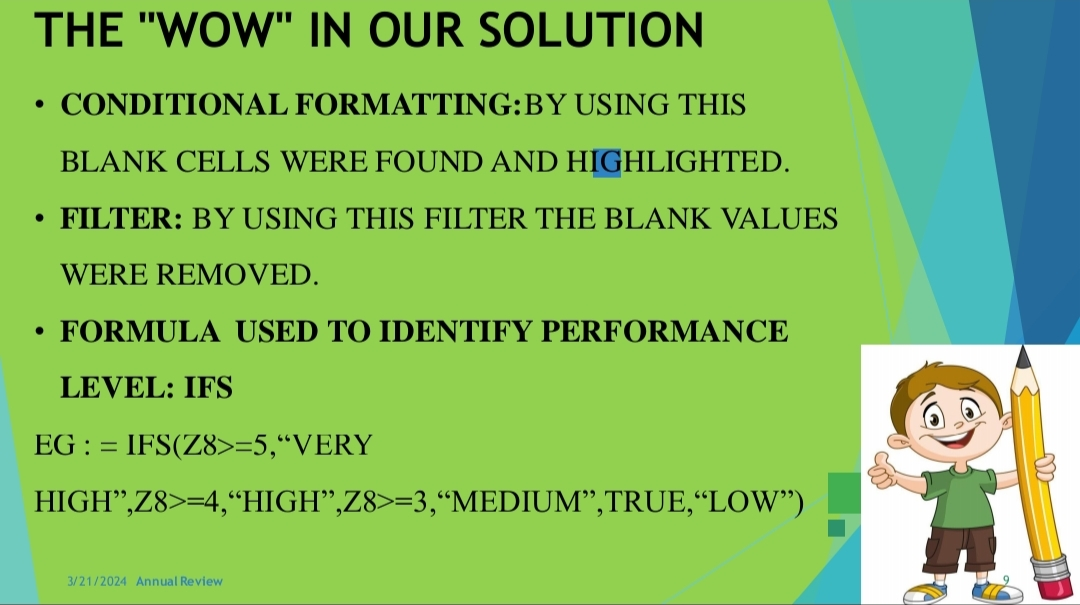 THE "WOW" IN OUR SOLUTION
• CONDITIONAL FORMATTING:BY USING THIS
BLANK CELLS WERE FOUND AND HIGHLIGHTED.
• FILTER: BY USING THIS FILTER THE BLANK VALUES
WERE REMOVED.
• FORMULA USED TO IDENTIFY PERFORMANCE
LEVEL: IFS
EG : = IFS(Z8>=5,“VERY
HIGH”,Z8>=4,“HIGH”,Z8>=3,“MEDIUM”,TRUE,“LOW”)
3/21/2024 Annual Review
9